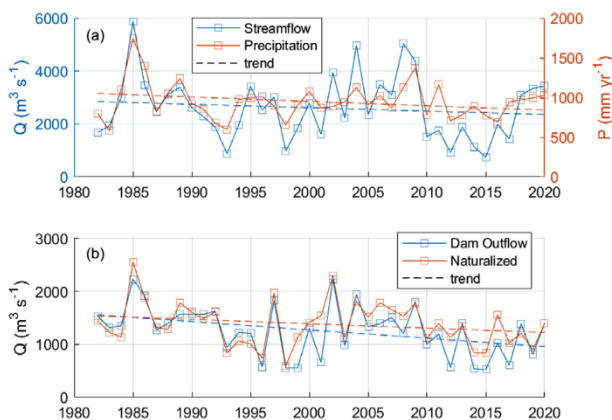 (a)
Streamflow
Precipitation
trend
6000
4000
2000
0
Q (m³ s⁻¹)
2000
1500
1000
500
0
P (mm yr⁻¹)
1980 1985 1990 1995 2000 2005 2010 2015 2020
(b)
Dam Outflow
Naturalized
trend
3000
2000
1000
0
Q (m³ s⁻¹)
1980 1985 1990 1995 2000 2005 2010 2015 2020